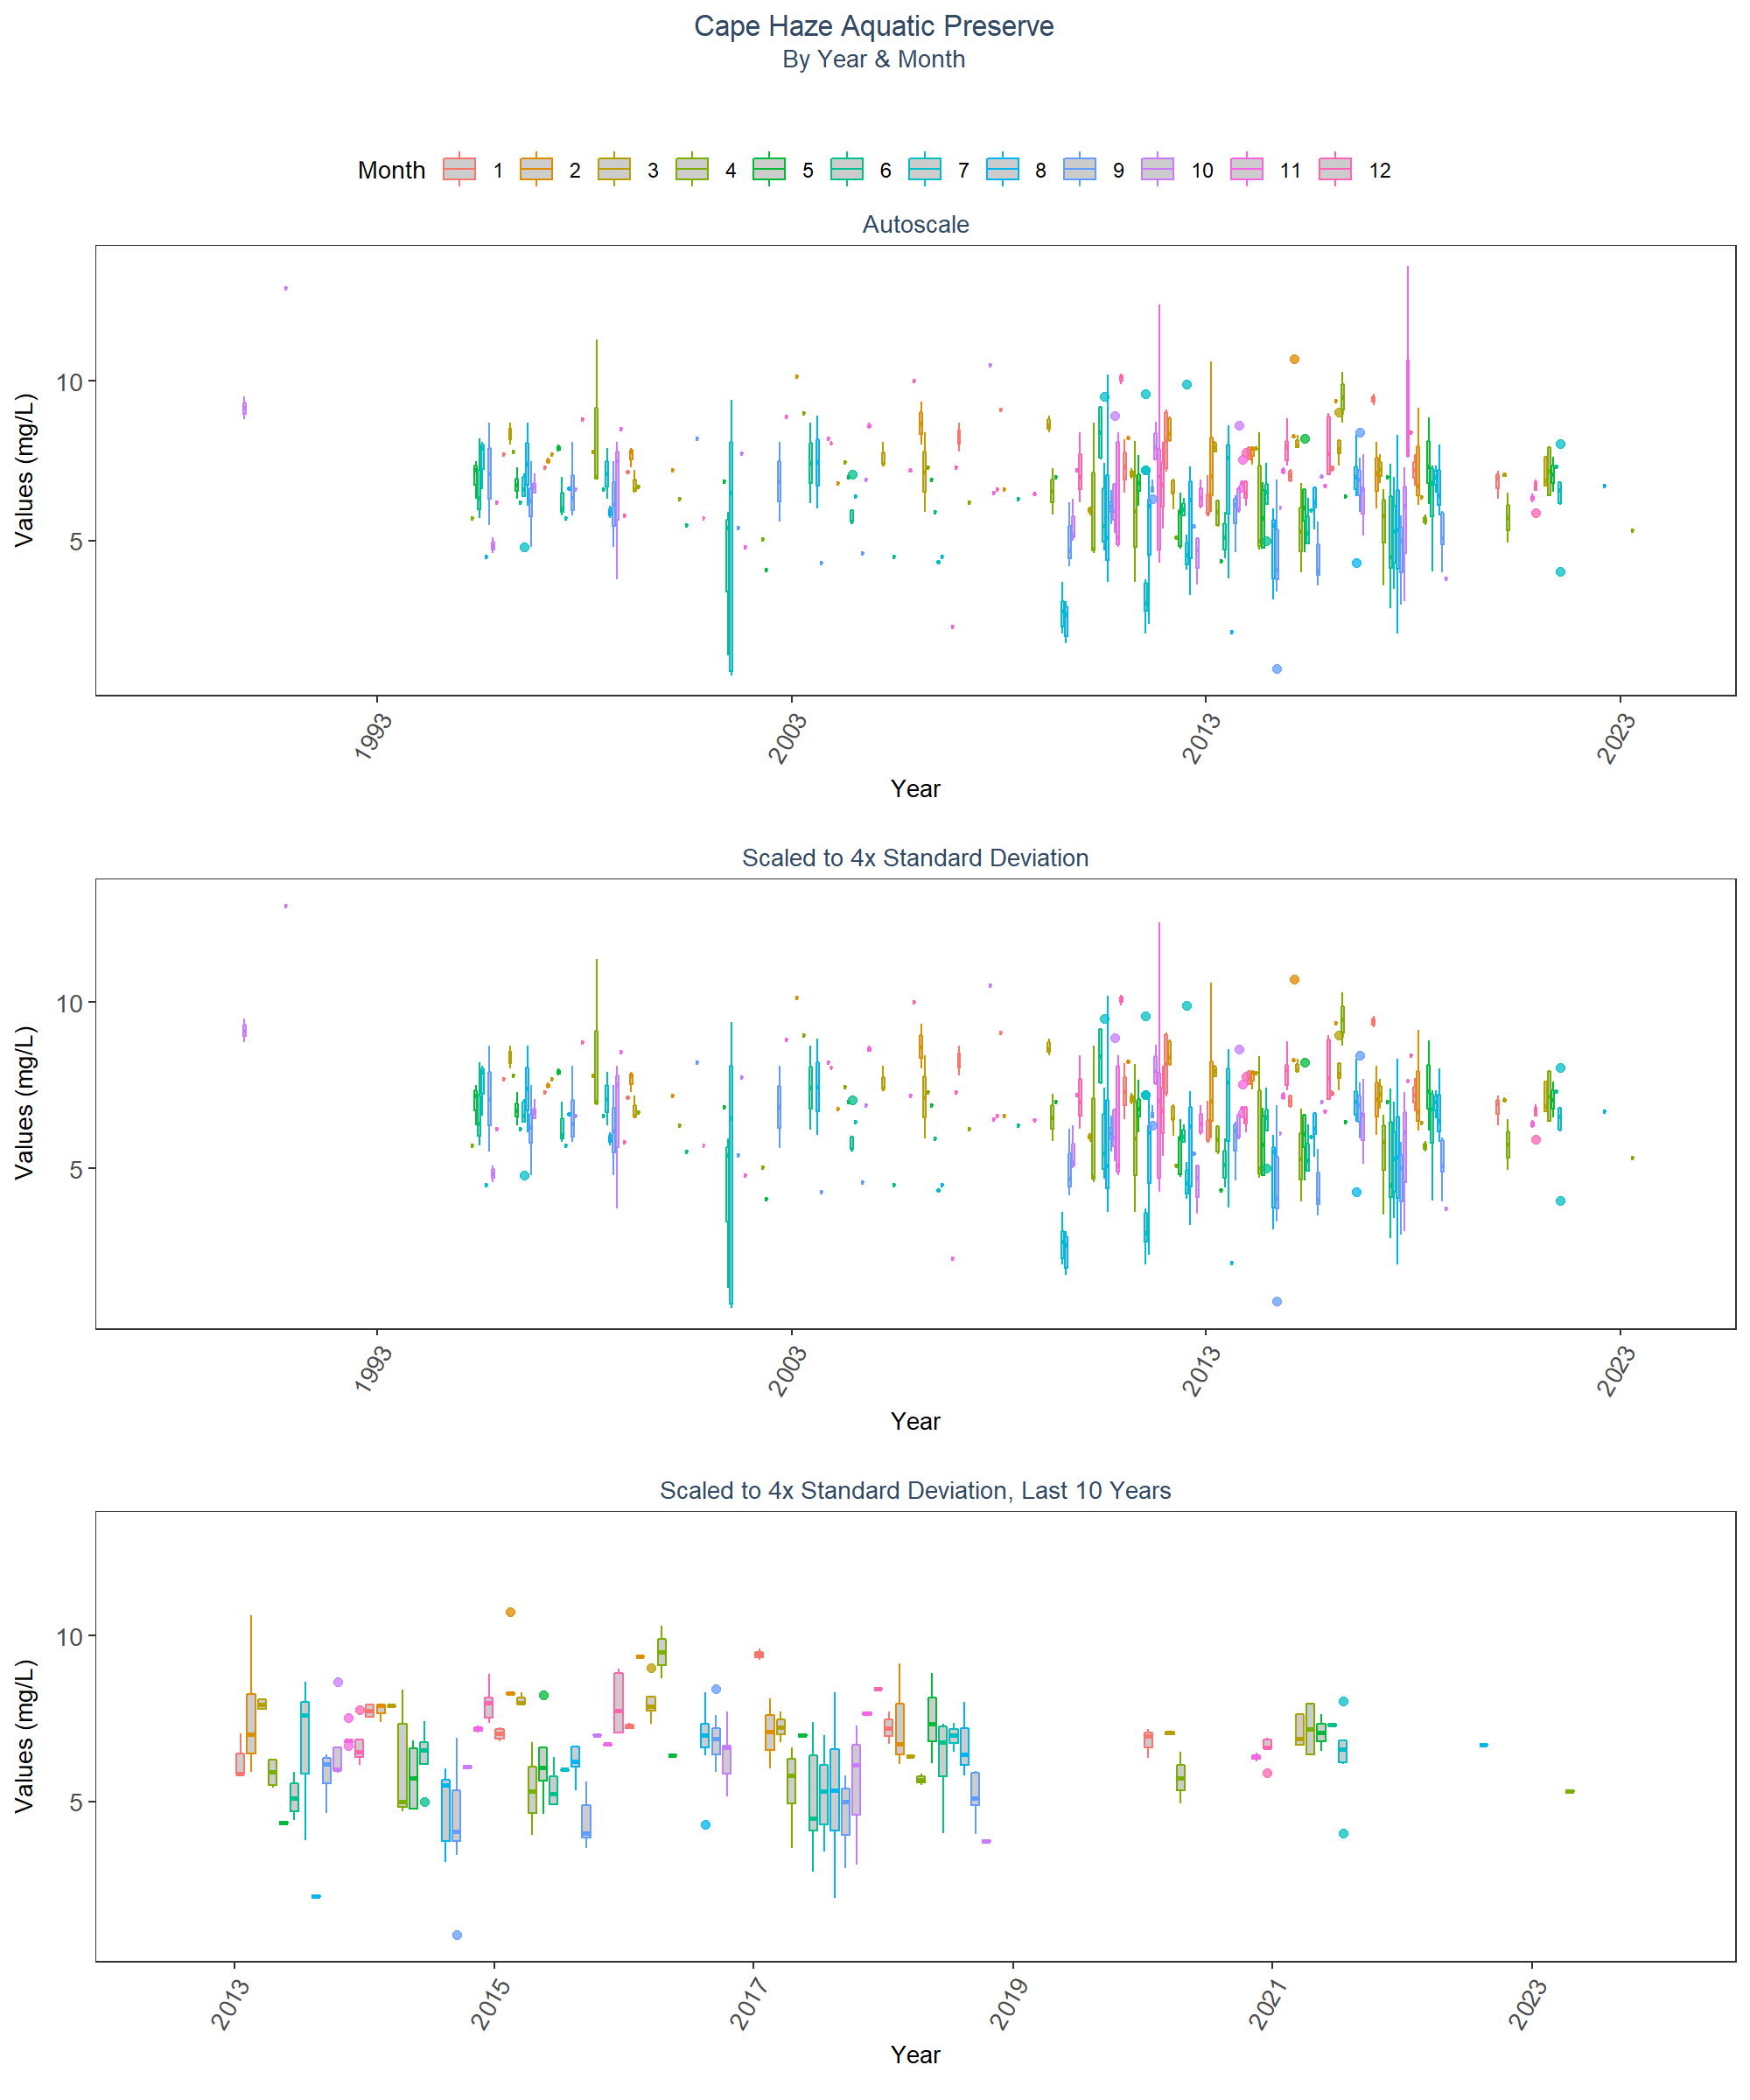 Cape Haze Aquatic Preserve
By Year & Month
Month 1 2 3 4 5 6 7 8 9 10 11 12
Autoscale
Values (mg/L)
10
5
1993 2003 2013 2023
Year
Scaled to 4x Standard Deviation
Values (mg/L)
10
5
1993 2003 2013 2023
Year
Scaled to 4x Standard Deviation, Last 10 Years
Values (mg/L)
10
5
2013 2015 2017 2019 2021 2023
Year